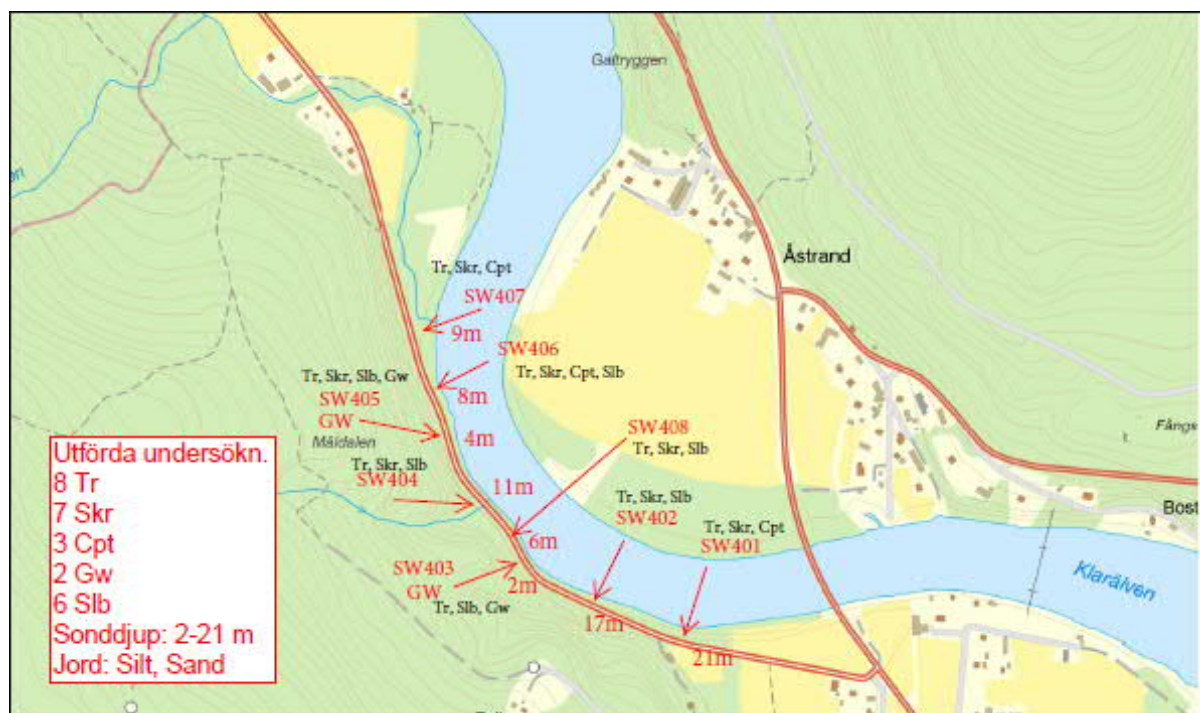 Galtryggen
Åstrand
Tr, Skr, Cpt
SW407
9m
SW406
Tr, Skr, Cpt, Slb
8m
Tr, Skr, Slb, Gw
SW405
GW
4m
SW408
Tr, Skr, Slb
Måldalen
Tr, Skr, Slb
SW404
11m
6m
Tr, Skr, Slb
SW402
Tr, Skr, Cpt
SW401
SW403
GW
2m
Tr, Slb, Gw
17m
21m
Fångs
Bost
Klarälven
Utförda undersökn.
8 Tr
7 Skr
3 Cpt
2 Gw
6 Slb
Sonddjup: 2-21 m
Jord: Silt, Sand